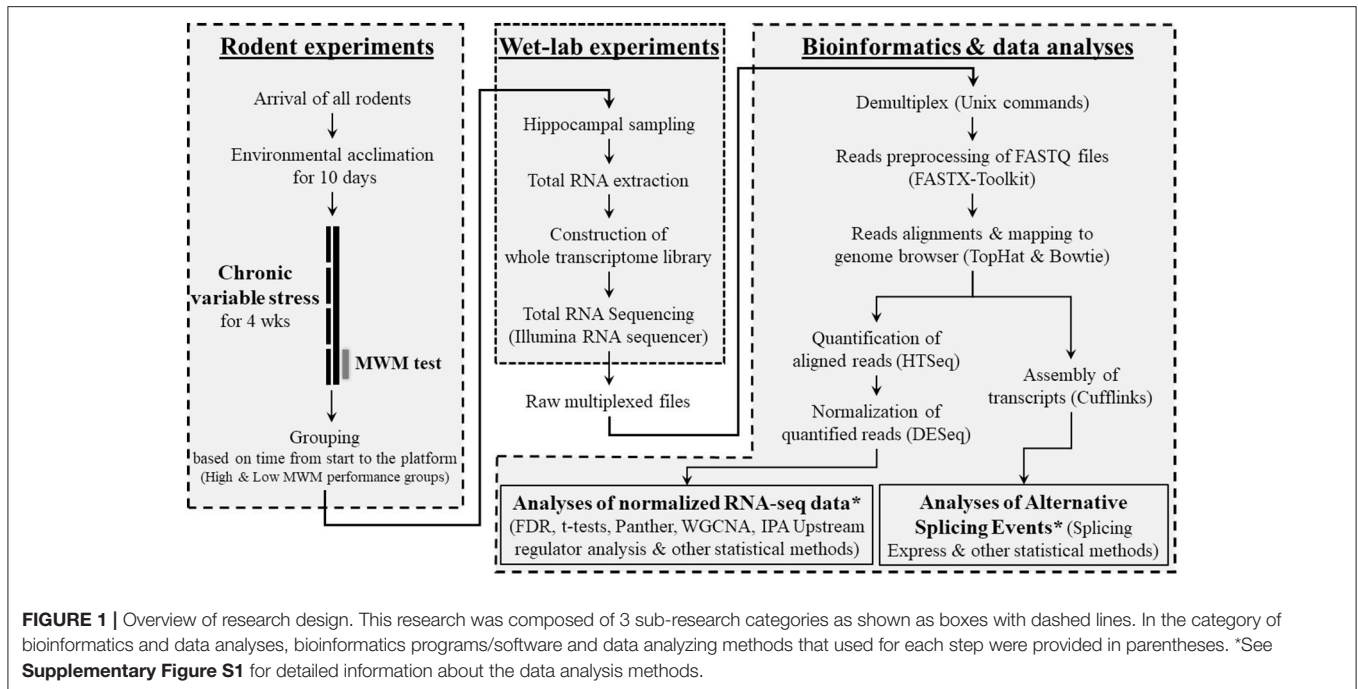 Rodent experiments
Arrival of all rodents
Environmental acclimation
for 10 days
Chronic
variable stress
for 4 wks
MWM test
Grouping
based on time from start to the platform
(High & Low MWM performance groups)
Wet-lab experiments
Hippocampal sampling
Total RNA extraction
Construction of
whole transcriptome library
Total RNA Sequencing
(Illumina RNA sequencer)
Raw multiplexed files
Bioinformatics & data analyses
Demultiplex (Unix commands)
Reads preprocessing of FASTQ files
(FASTX-Toolkit)
Reads alignments & mapping to
genome browser (TopHat & Bowtie)
Quantification of
aligned reads (HTSeq)
Normalization of
quantified reads (DESeq)
Assembly of
transcripts (Cufflinks)
Analyses of normalized RNA-seq data*
(FDR, t-tests, Panther, WGCNA, IPA Upstream
regulator analysis & other statistical methods)
Analyses of Alternative
Splicing Events* (Splicing
Express & other statistical methods)
FIGURE 1 | Overview of research design. This research was composed of 3 sub-research categories as shown as boxes with dashed lines. In the category of
bioinformatics and data analyses, bioinformatics programs/software and data analyzing methods that used for each step were provided in parentheses. *See
Supplementary Figure S1 for detailed information about the data analysis methods.